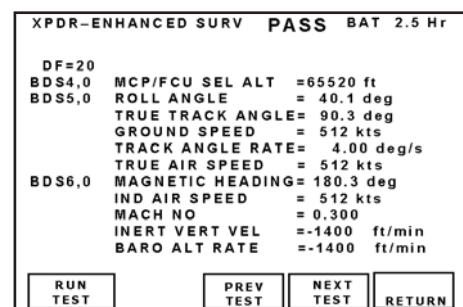 XPDR–ENHANCED SURV PASS BAT 2.5 Hr
DF=20
BDS4,0 MCP/FCU SEL ALT =65520 ft
BDS5,0 ROLL ANGLE = 40.1 deg
TRUE TRACK ANGLE= 90.3 deg
GROUND SPEED = 512 kts
TRACK ANGLE RATE= 4.00 deg/s
TRUE AIR SPEED = 512 kts
BDS6,0 MAGNETIC HEADING= 180.3 deg
IND AIR SPEED = 512 kts
MACH NO = 0.300
INERT VERT VEL =-1400 ft/min
BARO ALT RATE =-1400 ft/min
RUN TEST PREV TEST NEXT TEST RETURN